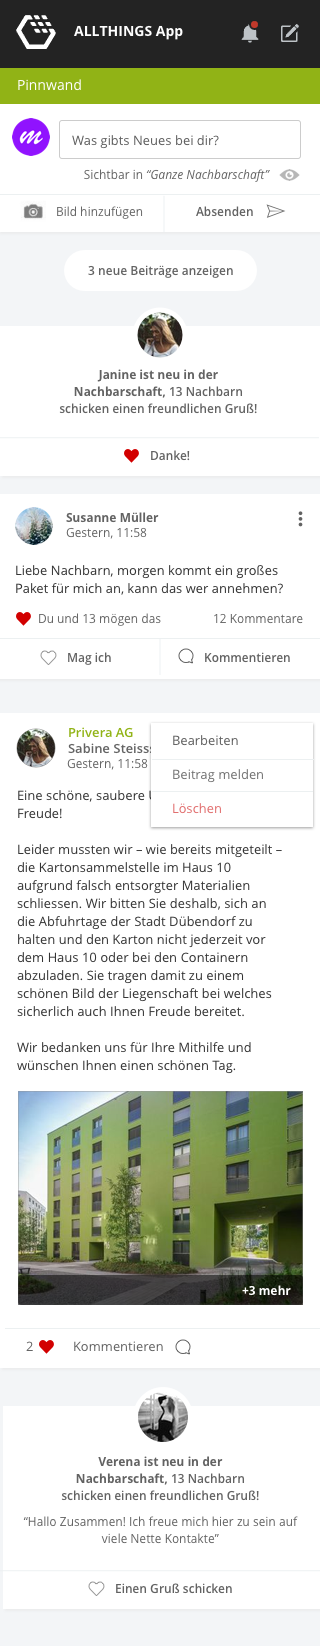 ALLTHINGS App
Pinnwand
m
Was gibts Neues bei dir?
Sichtbar in “Ganze Nachbarschaft”
Bild hinzufügen
Absenden
3 neue Beiträge anzeigen
Janine ist neu in der
Nachbarschaft, 13 Nachbarn
schicken einen freundlichen Gruß!
Danke!
Susanne Müller
Gestern, 11:58
Liebe Nachbarn, morgen kommt ein großes
Paket für mich an, kann das wer annehmen?
Du und 13 mögen das
12 Kommentare
Mag ich
Kommentieren
Privera AG
Sabine
Gestern, 11:58
Bearbeiten
Beitrag melden
Löschen
Eine schöne, saubere
Freude!
Leider mussten wir – wie bereits mitgeteilt –
die Kartonsammelstelle im Haus 10
aufgrund falsch entsorgter Materialien
schliessen. Wir bitten Sie deshalb, sich an
die Abfuhrtage der Stadt Dübendorf zu
halten und den Karton nicht jederzeit vor
dem Haus 10 oder bei den Containern
abzuladen. Sie tragen damit zu einem
schönen Bild der Liegenschaft bei welches
sicherlich auch Ihnen Freude bereitet.
Wir bedanken uns für Ihre Mithilfe und
wünschen Ihnen einen schönen Tag.
+3 mehr
2
Kommentieren
Verena ist neu in der
Nachbarschaft, 13 Nachbarn
schicken einen freundlichen Gruß!
“Hallo Zusammen! Ich freue mich hier zu sein auf
viele Nette Kontakte”
Einen Gruß schicken